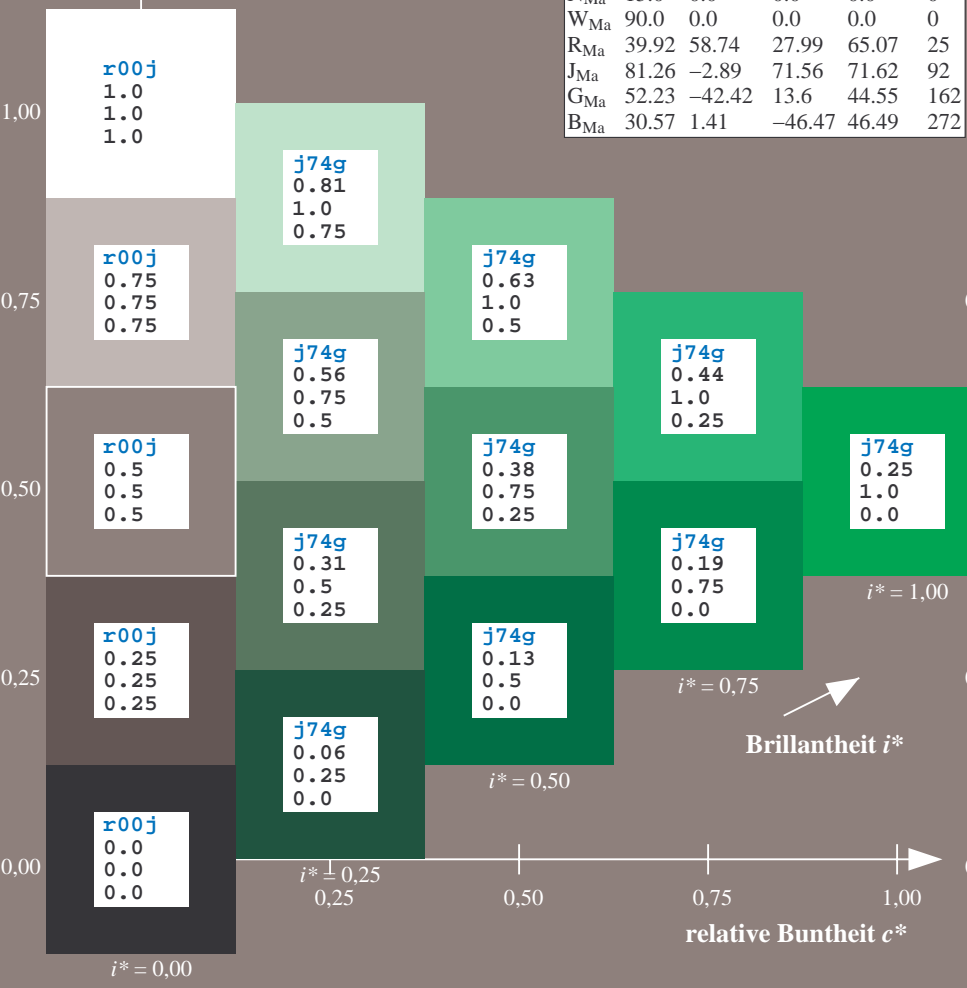 W_Ma 90.0 0.0 0.0 0.0 0
R_Ma 39.92 58.74 27.99 65.07 25
J_Ma 81.26 –2.89 71.56 71.62 92
G_Ma 52.23 –42.42 13.6 44.55 162
B_Ma 30.57 1.41 –46.47 46.49 272
1,00
0,75
0,50
0,25
0,00
r00j
1.0
1.0
1.0
r00j
0.75
0.75
0.75
r00j
0.5
0.5
0.5
r00j
0.25
0.25
0.25
r00j
0.0
0.0
0.0
i* = 0,00
j74g
0.81
1.0
0.75
j74g
0.56
0.75
0.5
j74g
0.31
0.5
0.25
j74g
0.06
0.25
0.0
i* = 0,25
j74g
0.63
1.0
0.5
j74g
0.38
0.75
0.25
j74g
0.13
0.5
0.0
i* = 0,50
j74g
0.44
1.0
0.25
j74g
0.19
0.75
0.0
i* = 0,75
j74g
0.25
1.0
0.0
i* = 1,00
Brillantheit i*
0,25 0,50 0,75 1,00
relative Buntheit c*